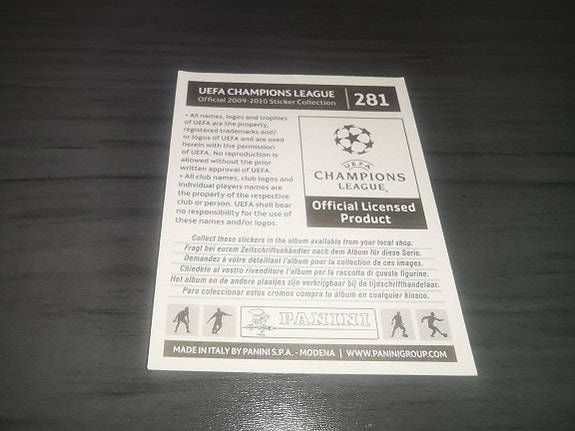 UEFA CHAMPIONS LEAGUE
Official 2009-2010 Sticker Collection
281
• All names, logos and trophies
of UEFA are the property,
registered trademarks and/
or logos of UEFA and are used
herein with the permission
of UEFA. No reproduction is
allowed without the prior
written approval of UEFA.
• All club names, club logos and
individual players names are
the property of the respective
club or person. UEFA shall bear
no responsibility for the use of
these names and/or logos.
UEFA
CHAMPIONS
LEAGUE
Official Licensed
Product
Collect these stickers in the album available from your local shop.
Fragt bei eurem Zeitschriftenhändler nach dem Album für diese Serie.
Demandez à votre détaillant l'album pour la collection de ces images.
Chiedete al vostro rivenditore l'album per la raccolta di queste figurine.
Het album en de andere plaatjes zijn verkrijgbaar bij de tijdschrifthandelaar.
Para coleccionar estos cromos compra tu álbum en cualquier kiosco.
PANINI
MADE IN ITALY BY PANINI S.P.A. - MODENA | WWW.PANINIGROUP.COM